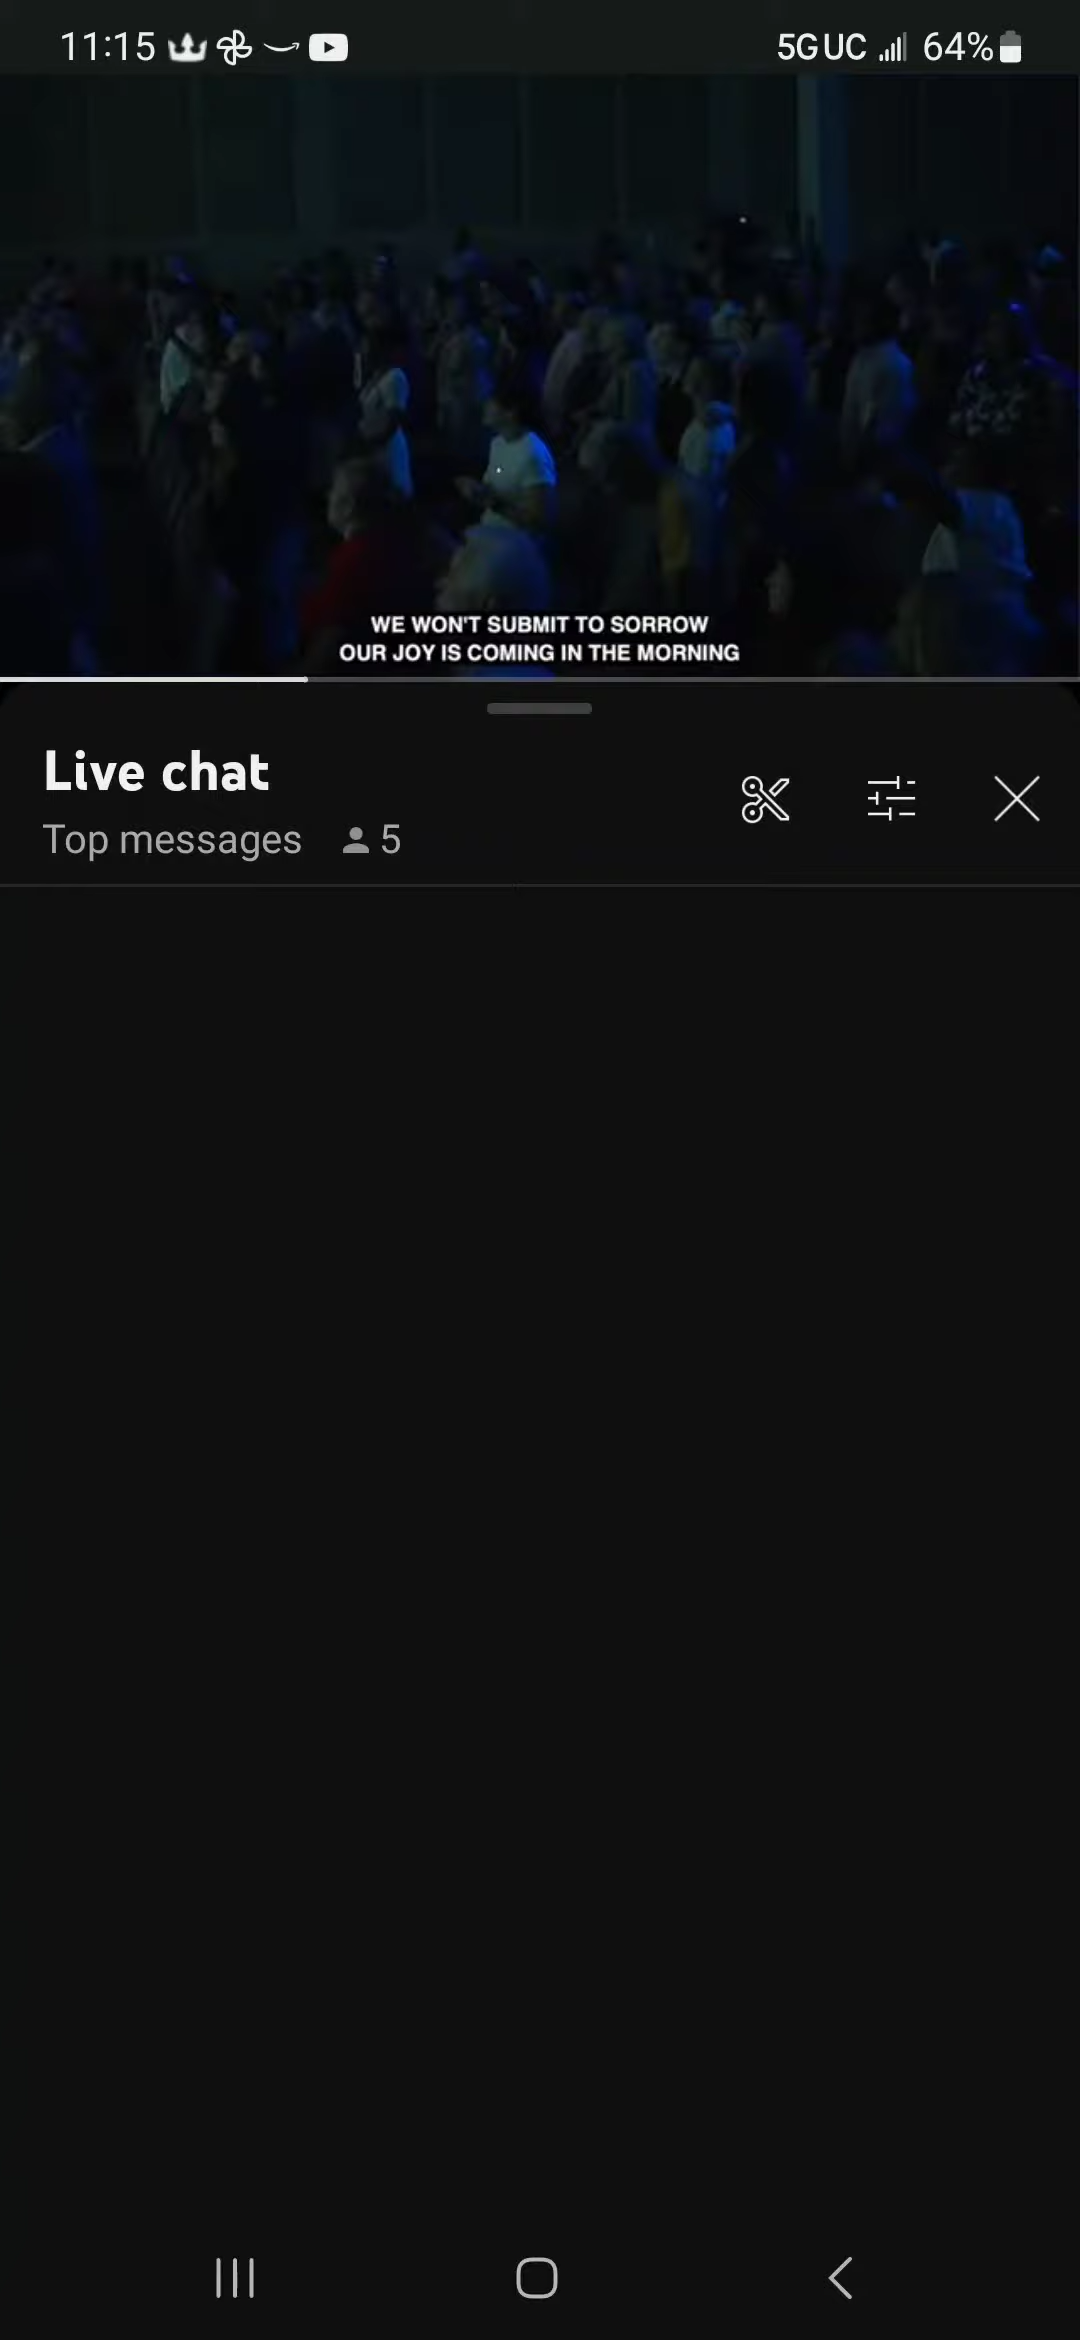 11:15 5G UC 64%
WE WON'T SUBMIT TO SORROW
OUR JOY IS COMING IN THE MORNING
Live chat
Top messages 5